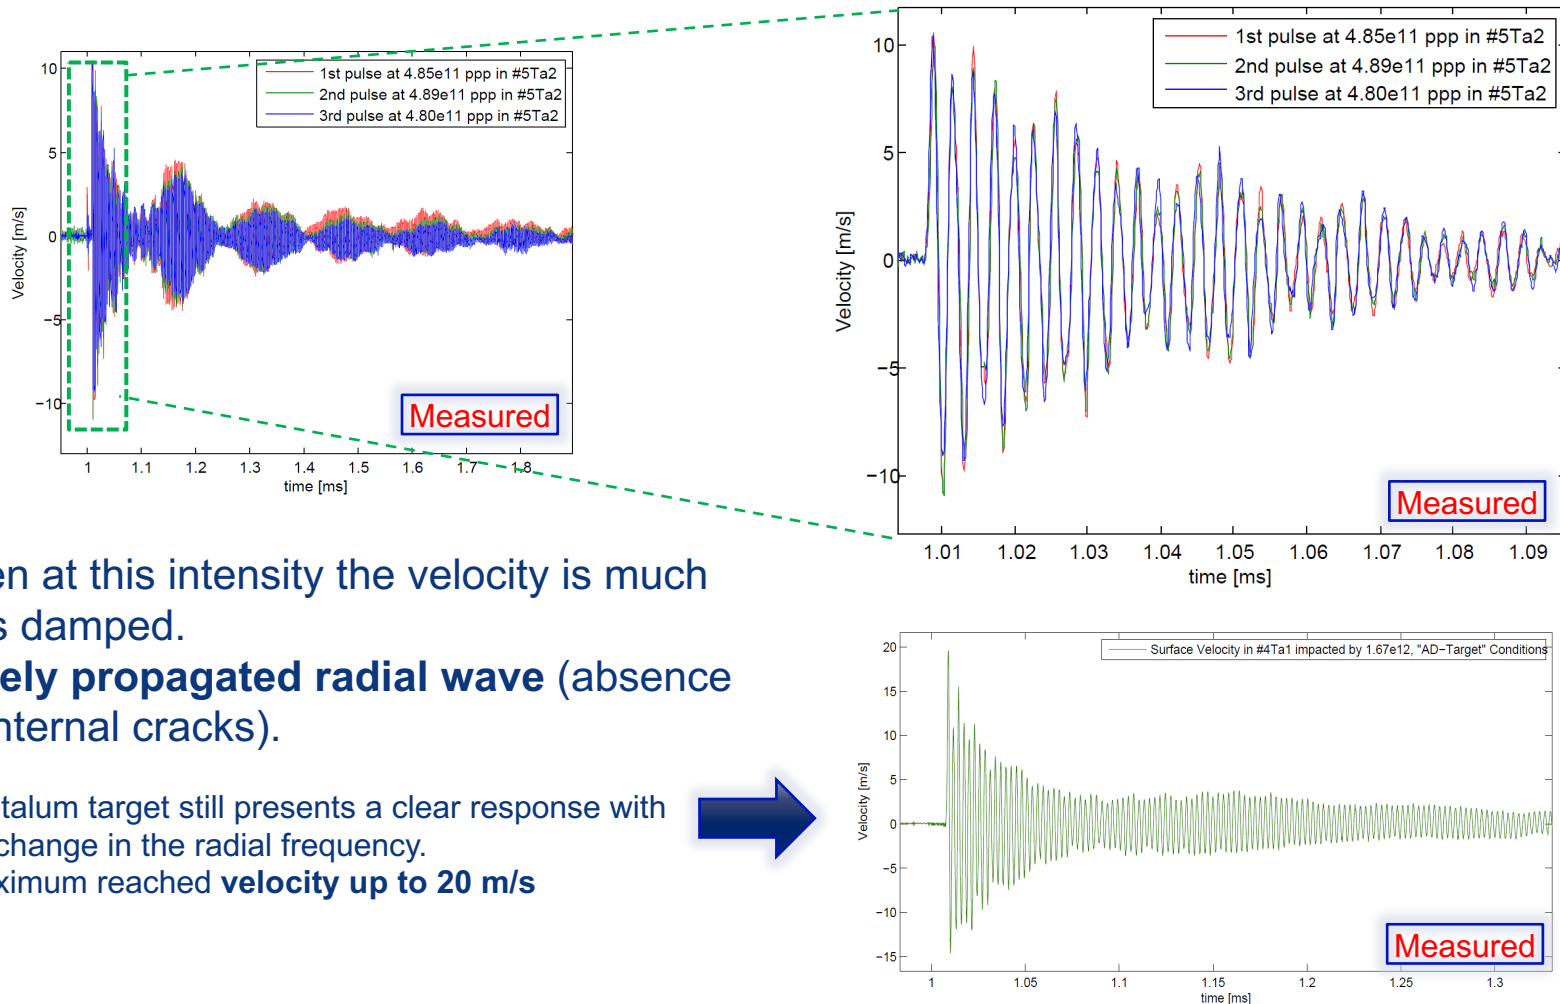 1st pulse at 4.85e11 ppp in #5Ta2
2nd pulse at 4.89e11 ppp in #5Ta2
3rd pulse at 4.80e11 ppp in #5Ta2
10
5
0
−5
−10
Velocity [m/s]
Measured
1
1.1
1.2
1.3
1.4
1.5
1.6
1.7
1.8
time [ms]
1st pulse at 4.85e11 ppp in #5Ta2
2nd pulse at 4.89e11 ppp in #5Ta2
3rd pulse at 4.80e11 ppp in #5Ta2
10
5
0
−5
−10
Velocity [m/s]
Measured
1.01
1.02
1.03
1.04
1.05
1.06
1.07
1.08
1.09
time [ms]
en at this intensity the velocity is much
s damped.
ely propagated radial wave (absence
nternal cracks).
talum target still presents a clear response with
change in the radial frequency.
ximum reached velocity up to 20 m/s
Surface Velocity in #4Ta1 impacted by 1.67e12, "AD−Target" Conditions
20
15
10
5
0
−5
−10
−15
Velocity [m/s]
Measured
1
1.05
1.1
1.15
1.2
1.25
1.3
time [ms]